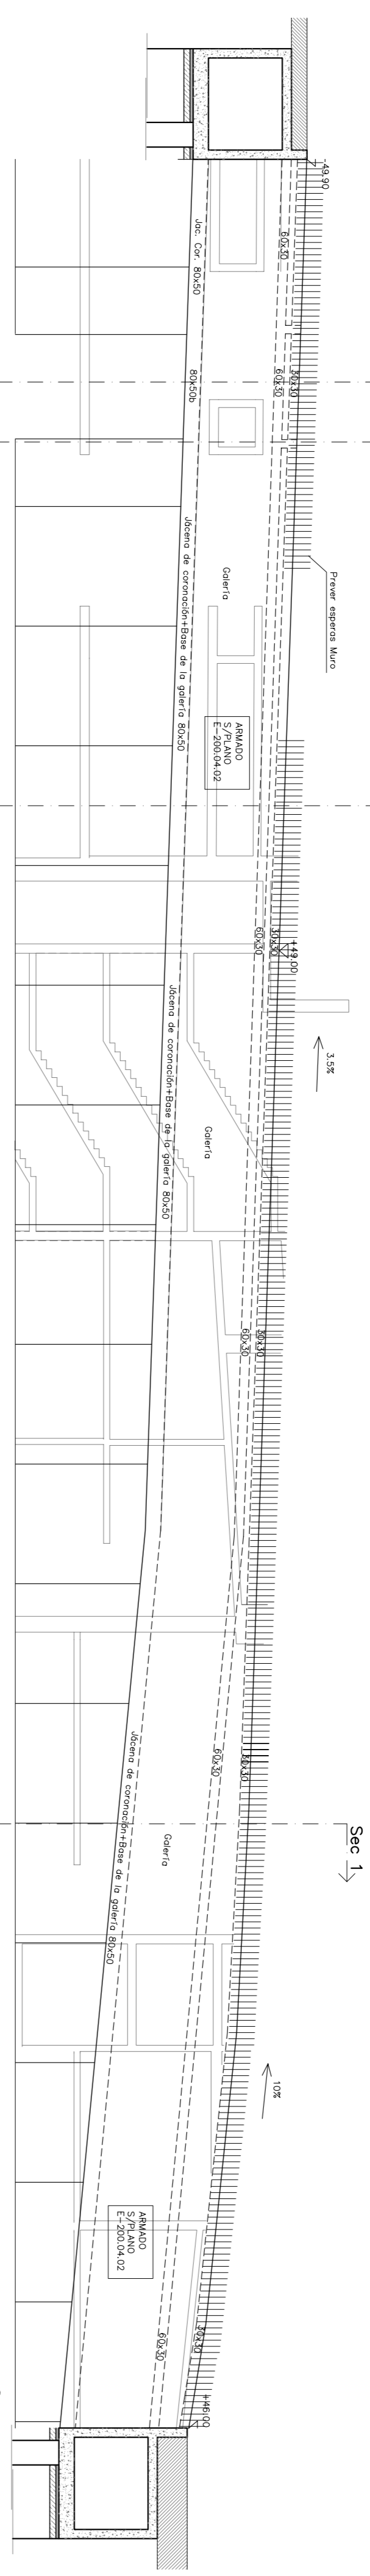 -49.90
60x30
Jac. Cor. 80x50
60x30
30x30
80x50b
Prever esperas Muro
Galería
Jácena de coronación+Base de la galería 80x50
ARMADO
S/PLANO
E-200.04.02
60x30
30x30
+49.00
3.5%
Jácena de coronación+Base de la galería 80x50
Galería
60x30
30x30
60x30
30x30
Sec 1
Jácena de coronación+Base de la galería 80x50
Galería
10%
ARMADO
S/PLANO
E-200.04.02
60x30
30x30
+46.00